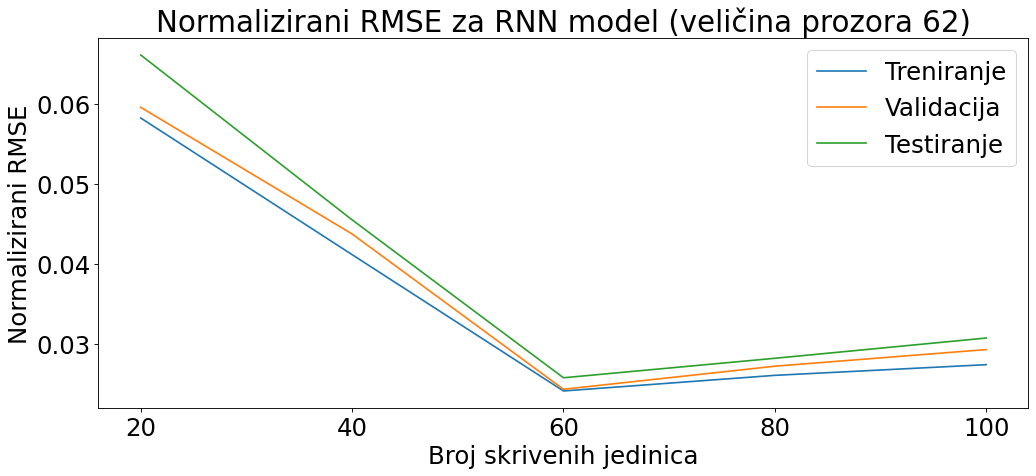 Normalizirani RMSE za RNN model (veličina prozora 62)
Treniranje
Validacija
Testiranje
Normalizirani RMSE
0.06
0.05
0.04
0.03
20 40 60 80 100
Broj skrivenih jedinica